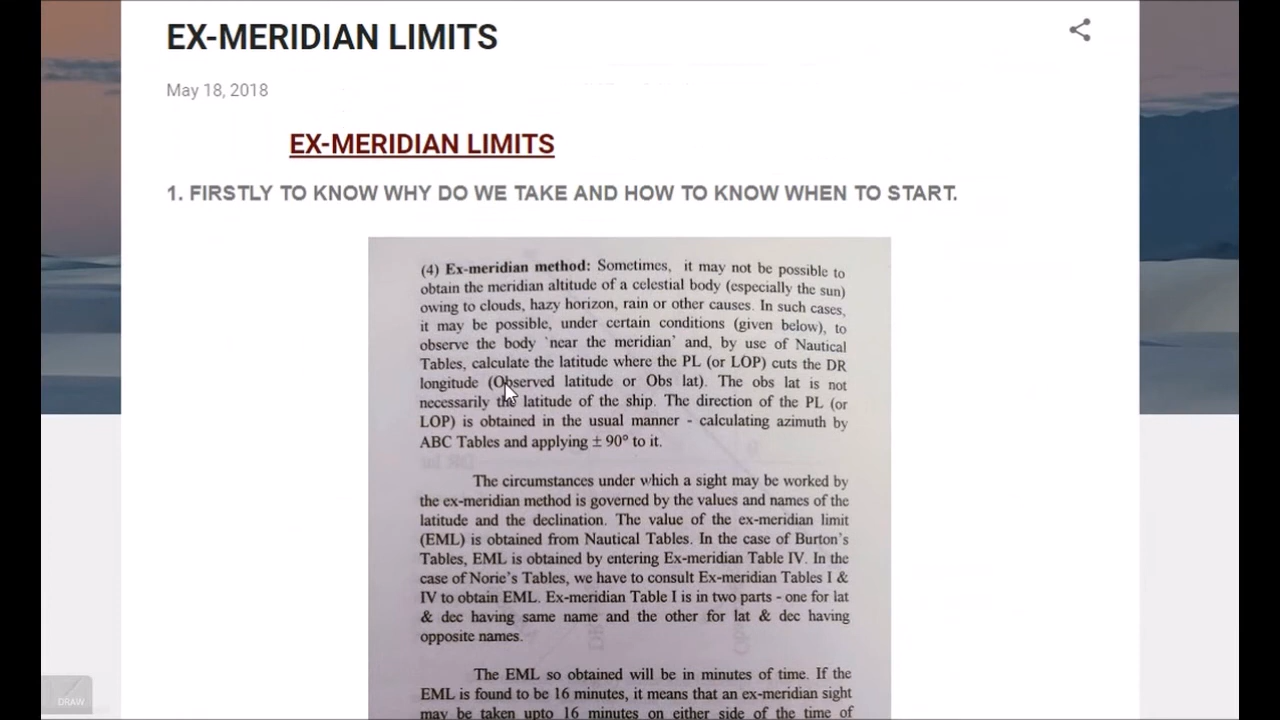 EX-MERIDIAN LIMITS
May 18, 2018
EX-MERIDIAN LIMITS
1. FIRSTLY TO KNOW WHY DO WE TAKE AND HOW TO KNOW WHEN TO START.
(4) Ex-meridian method: Sometimes, it may not be possible to
obtain the meridian altitude of a celestial body (especially the sun)
owing to clouds, hazy horizon, rain or other causes. In such cases,
it may be possible, under certain conditions (given below), to
observe the body 'near the meridian' and, by use of Nautical
Tables, calculate the latitude where the PL (or LOP) cuts the DR
longitude (Observed latitude or Obs lat). The obs lat is not
necessarily the latitude of the ship. The direction of the PL (or
LOP) is obtained in the usual manner - calculating azimuth by
ABC Tables and applying ± 90° to it.
The circumstances under which a sight may be worked by
the ex-meridian method is governed by the values and names of the
latitude and the declination. The value of the ex-meridian limit
(EML) is obtained from Nautical Tables. In the case of Burton's
Tables, EML is obtained by entering Ex-meridian Table IV. In the
case of Norie's Tables, we have to consult Ex-meridian Tables I &
IV to obtain EML. Ex-meridian Table I is in two parts - one for lat
& dec having same name and the other for lat & dec having
opposite names.
The EML so obtained will be in minutes of time. If the
EML is found to be 16 minutes, it means that an ex-meridian sight
may be taken upto 16 minutes on either side of the time of
DRAW